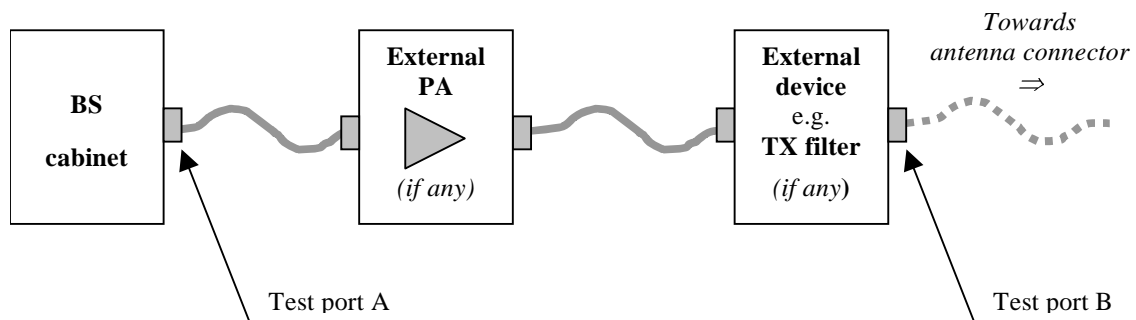 BS
cabinet
External
PA
(if any)
External
device
e.g.
TX filter
(if any)
Towards
antenna connector
⇒
Test port A
Test port B